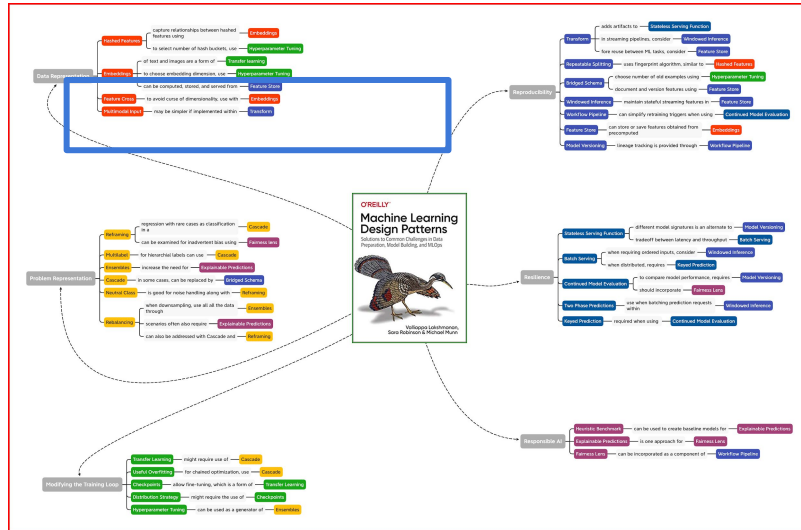 Data Representation
Hashed Features
capture relationships between hashed features using
Embeddings
to select number of hash buckets, use
Hyperparameter Tuning
Embeddings
of text and images are a form of
Transfer learning
to choose embedding dimension, use
Hyperparameter Tuning
can be computed, stored, and served from
Feature Store
Feature Cross
to avoid curse of dimensionality, use with
Embeddings
Multimodal Input
may be simpler if implemented within
Transform
Problem Representation
Reframing
regression with rare cases as classification in a
Cascade
can be examined for inadvertent bias using
Fairness lens
Multilabel
for hierarchial labels can use
Cascade
Ensembles
increase the need for
Explainable Predictions
Cascade
in some cases, can be replaced by
Bridged Schema
Neutral Class
is good for noise handling along with
Reframing
Rebalancing
when downsampling, use all all the data through
Ensembles
scenarios often also require
Explainable Predictions
can also be addressed with Cascade and
Reframing
Modifying the Training Loop
Transfer Learning
might require use of
Cascade
Useful Overfitting
for chained optimization, use
Cascade
Checkpoints
allow fine-tuning, which is a form of
Transfer Learning
Distribution Strategy
might require the use of
Checkpoints
Hyperparameter Tuning
can be used as a generator of
Ensembles
O'REILLY
Machine Learning
Design Patterns
Solutions to Common Challenges in Data
Preparation, Model Building, and MLOps
Valliappa Lakshmanan,
Sara Robinson & Michael Munn
Reproducibility
Transform
adds artifacts to
Stateless Serving Function
in streaming pipelines, consider
Windowed Inference
fore reuse between ML tasks, consider
Feature Store
Repeatable Splitting
uses fingerprint algorithm, similar to
Hashed Features
Bridged Schema
choose number of old examples using
Hyperparameter Tuning
document and version features using
Feature Store
Windowed Inference
maintain stateful streaming features in
Feature Store
Workflow Pipeline
can simplify retraining triggers when using
Continued Model Evaluation
Feature Store
can store or save features obtained from precomputed
Embeddings
Model Versioning
lineage tracking is provided through
Workflow Pipeline
Resilience
Stateless Serving Function
different model signatures is an alternate to
Model Versioning
tradeoff between latency and throughput
Batch Serving
Batch Serving
when requiring ordered inputs, consider
Windowed Inference
when distributed, requires
Keyed Prediction
Continued Model Evaluation
to compare model performance, requires
Model Versioning
should incorporate
Fairness Lens
Two Phase Predictions
use when batching prediction requests within
Windowed Inference
Keyed Prediction
required when using
Continued Model Evaluation
Responsible AI
Heuristic Benchmark
can be used to create baseline models for
Explainable Predictions
Explainable Predictions
is one approach for
Fairness Lens
Fairness Lens
can be incorporated as a component of
Workflow Pipeline